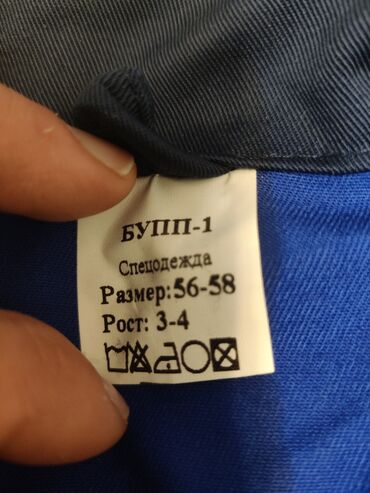 БУПП-1
Спецодежда
Размер:56-58
Рост: 3-4